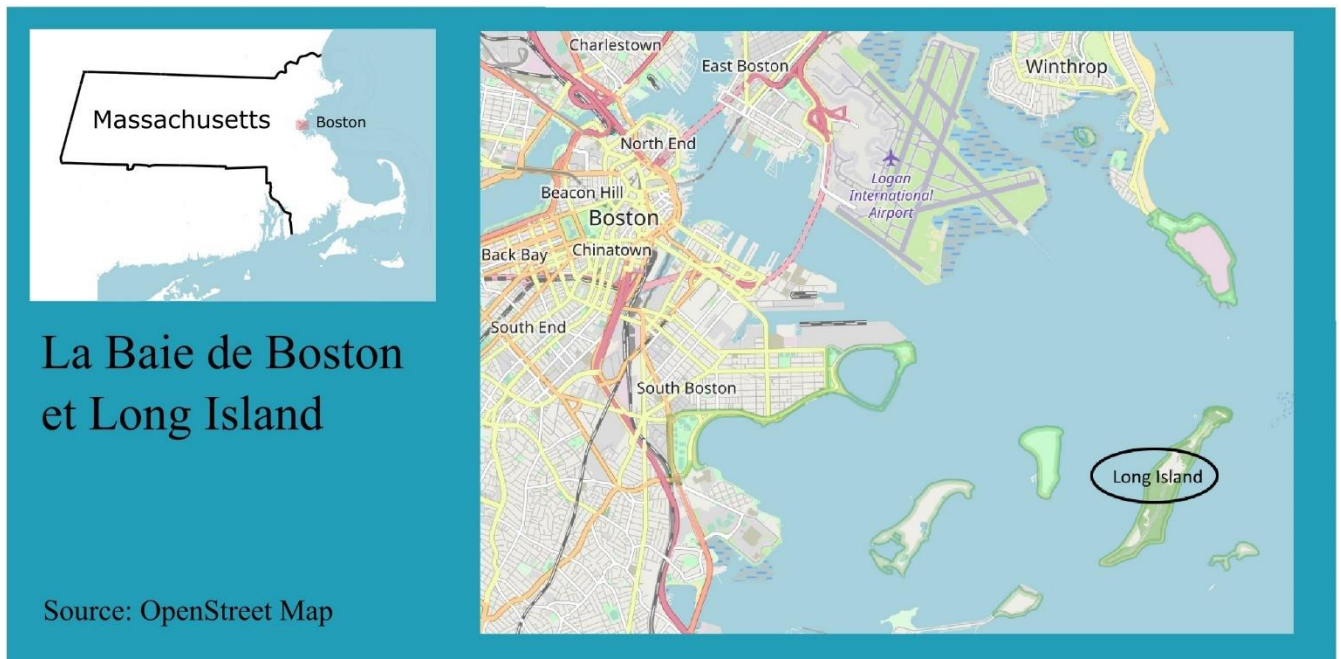 Massachusetts
Boston
La Baie de Boston
et Long Island
Source: OpenStreet Map
Charlestown
East Boston
Winthrop
North End
Logan
International
Airport
Beacon Hill
Boston
Back Bay
Chinatown
South End
South Boston
Long Island